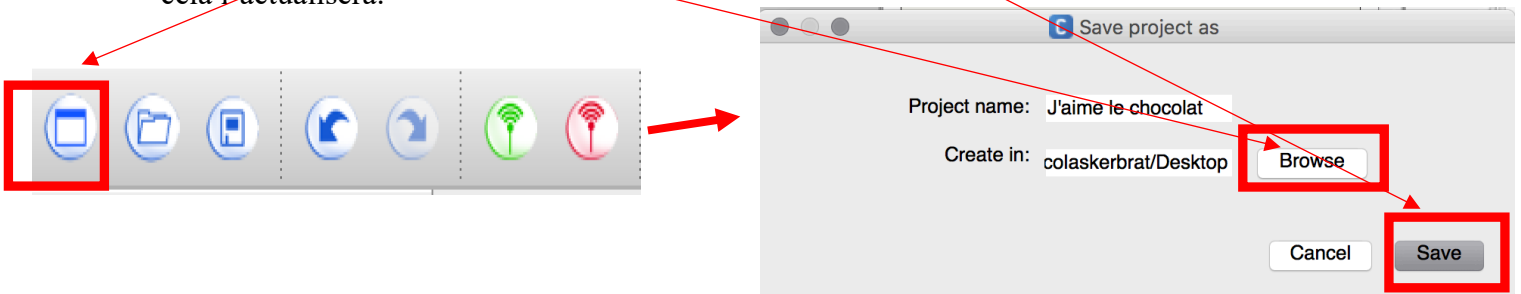 cela l'actualisera.
Save project as
Project name: J'aime le chocolat
Create in: colaskerbrat/Desktop Browse
Cancel Save